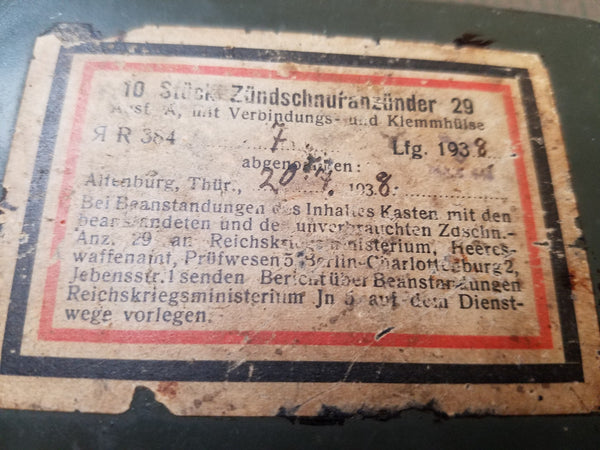 10 Stück Zündschnuranzünder 29
Ausf. A, mit Verbindungs- und Klemmhülse
R 384 7. Lfg. 1938
abgenommen:
Altenburg, Thür., 20. 1938.
Bei Beanstandungen des Inhaltes Kasten mit den
beanstandeten und den unverbrauchten Zdschn.-
Anz. 29 an Reichskriegsministerium, Heeres-
waffenamt, Prüfwesen 5 Berlin-Charlottenburg 2,
Jebensstr. 1 senden Bericht über Beanstandungen
Reichskriegsministerium Jn 5 auf dem Dienst-
wege vorlegen.